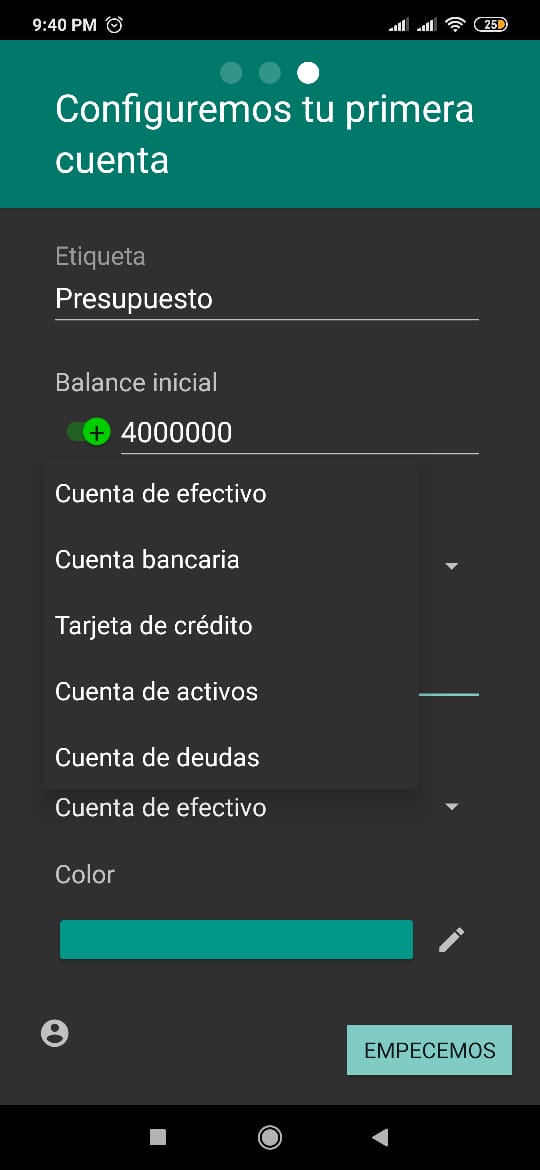 9:40 PM
25
Configuremos tu primera
cuenta
Etiqueta
Presupuesto
Balance inicial
4000000
Cuenta de efectivo
Cuenta bancaria
Tarjeta de crédito
Cuenta de activos
Cuenta de deudas
Cuenta de efectivo
Color
EMPECEMOS